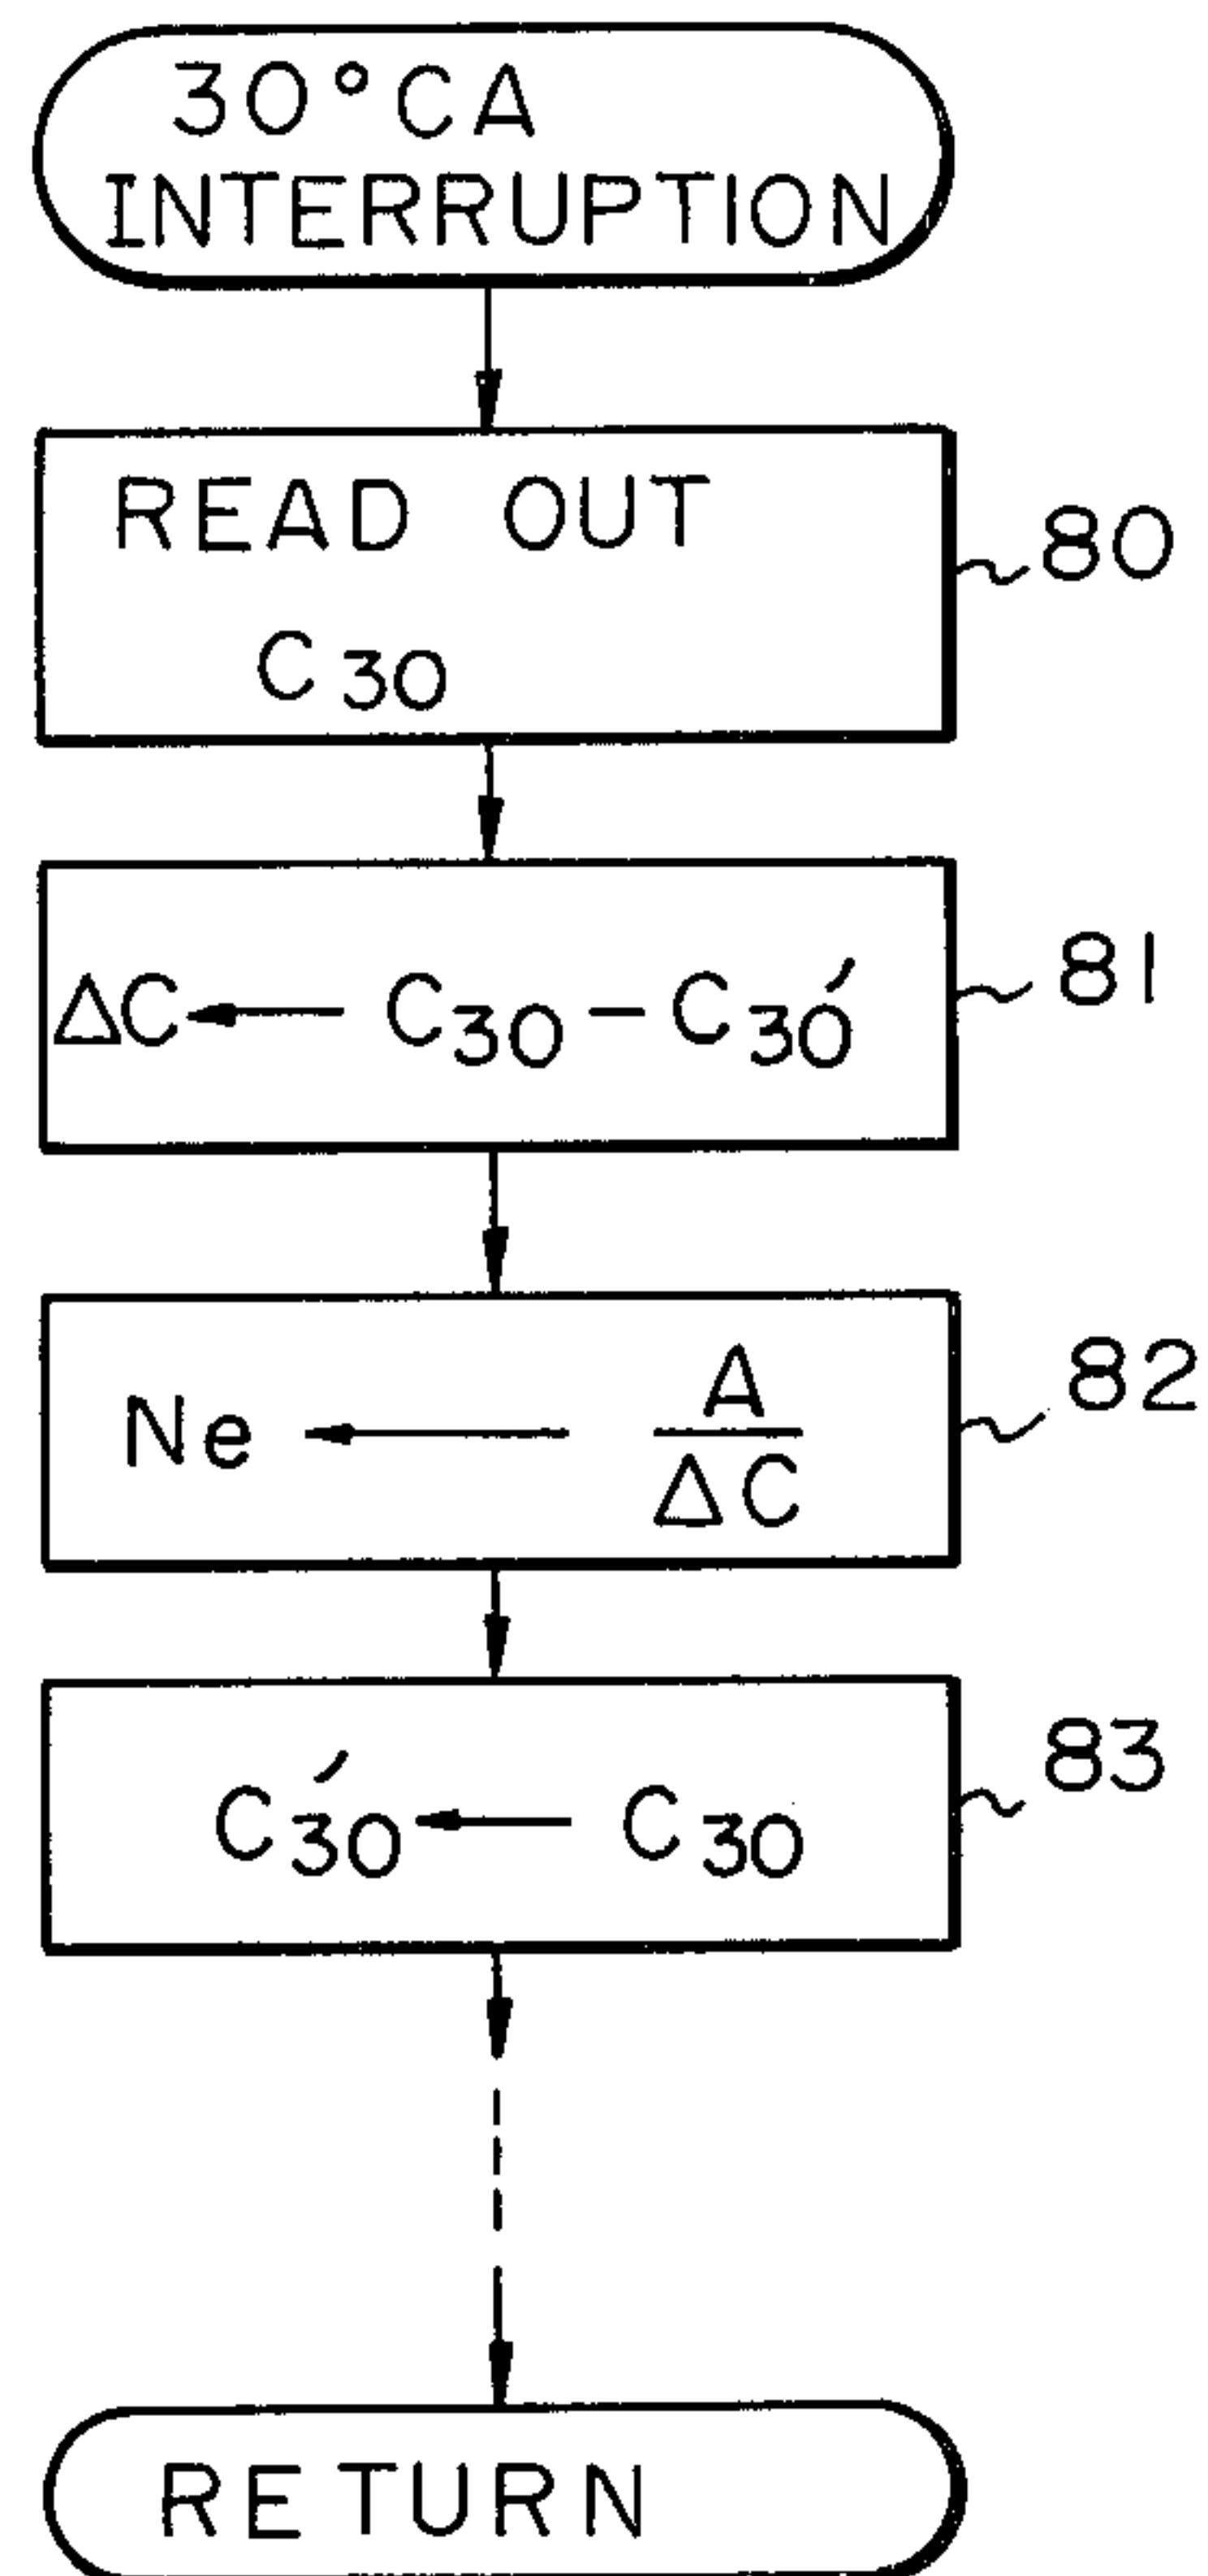 30°CA
INTERRUPTION
READ OUT
C30
80
ΔC ← C30 − C30′
81
Ne ← A/ΔC
82
C30′ ← C30
83
RETURN